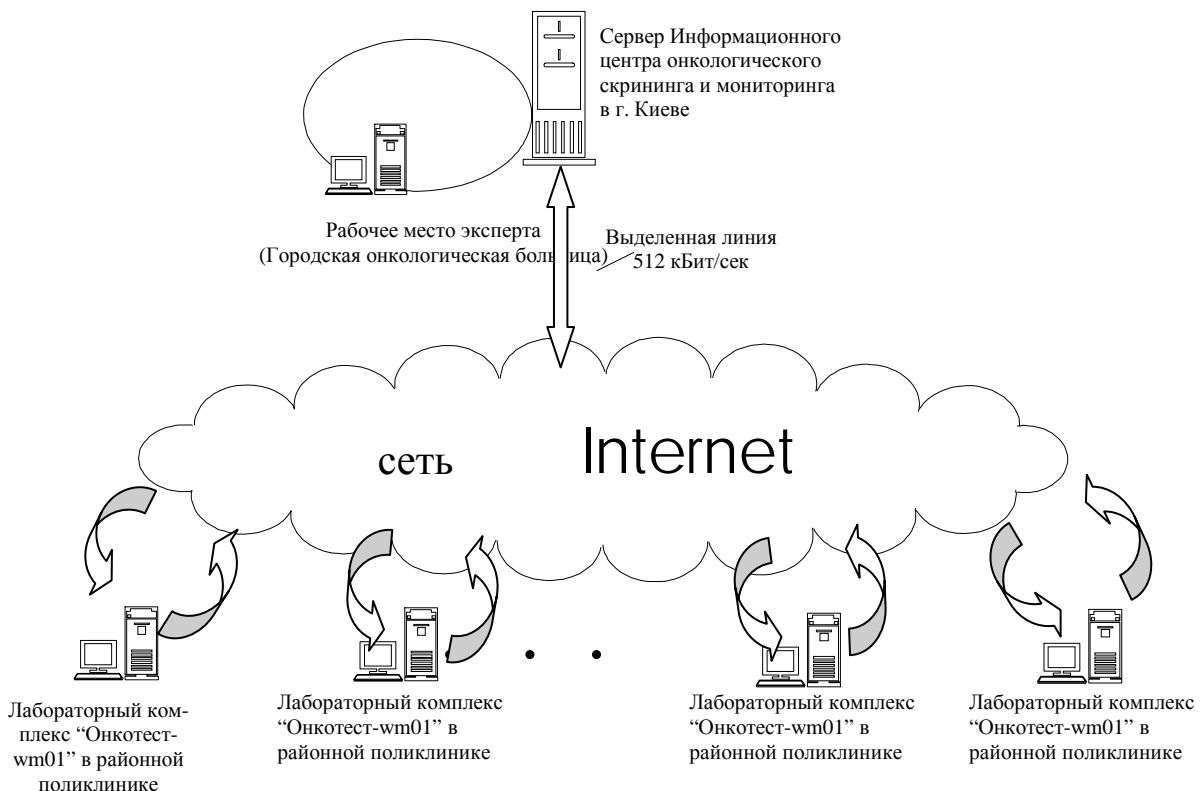 Сервер Информационного
центра онкологического
скрининга и мониторинга
в г. Киеве
Рабочее место эксперта
(Городская онкологическая больница)
Выделенная линия
512 кБит/сек
сеть Internet
Лабораторный ком-
плекс “Онкотест-
wm01” в районной
поликлинике
Лабораторный комплекс
“Онкотест-wm01” в
районной поликлинике
Лабораторный комплекс
“Онкотест-wm01” в
районной поликлинике
Лабораторный комплекс
“Онкотест-wm01” в
районной поликлинике